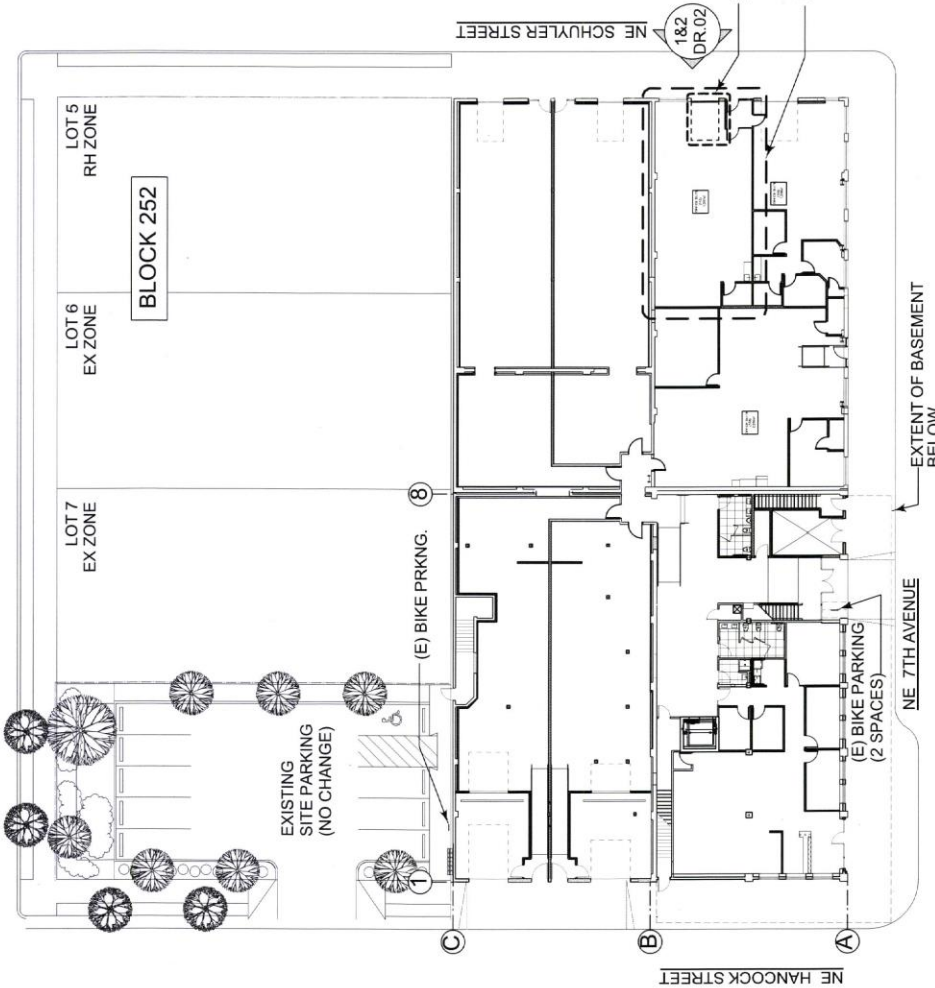 NE SCHUYLER STREET
1&2
DR.02
LOT 5
RH ZONE
BLOCK 252
LOT 6
EX ZONE
LOT 7
EX ZONE
8
(E) BIKE PRKNG.
EXISTING
SITE PARKING
(NO CHANGE)
1
C
B
A
EXTENT OF BASEMENT
BELOW
(E) BIKE PARKING
(2 SPACES)
NE 7TH AVENUE
NE HANCOCK STREET